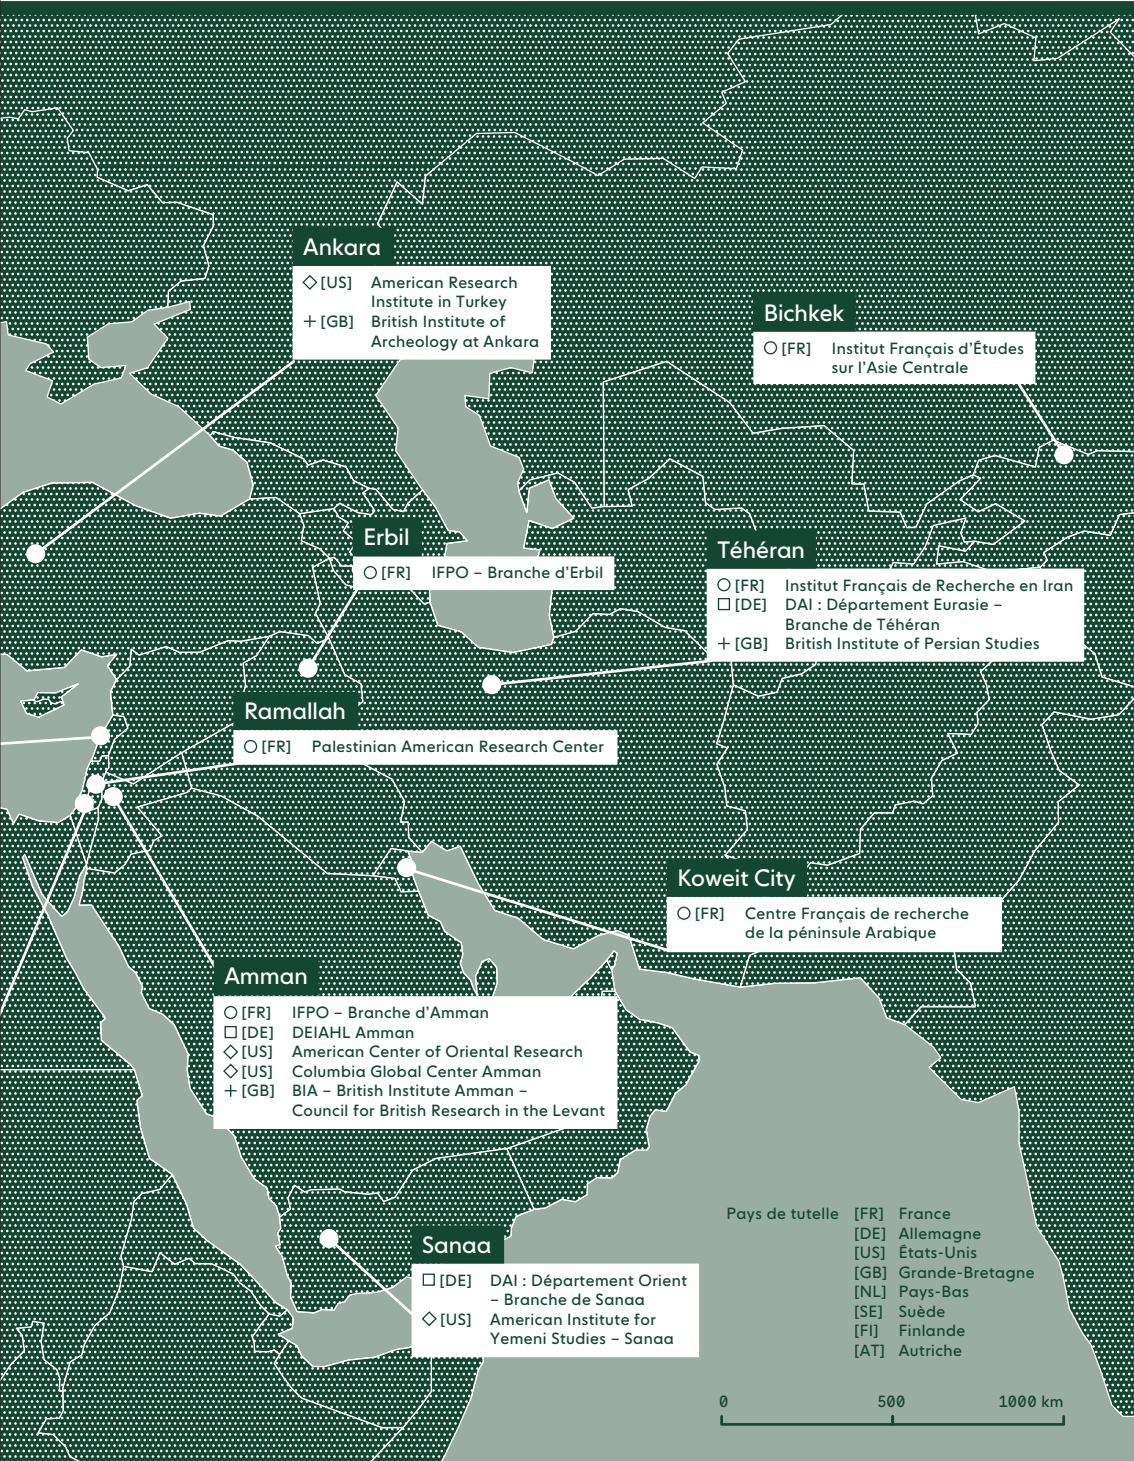 Ankara
◇ [US] American Research
Institute in Turkey
+ [GB] British Institute of
Archeology at Ankara
Bichkek
○ [FR] Institut Français d’Études
sur l’Asie Centrale
Erbil
○ [FR] IFPO – Branche d’Erbil
Téhéran
○ [FR] Institut Français de Recherche en Iran
□ [DE] DAI : Département Eurasie –
Branche de Téhéran
+ [GB] British Institute of Persian Studies
Ramallah
○ [FR] Palestinian American Research Center
Koweit City
○ [FR] Centre Français de recherche
de la péninsule Arabique
Amman
○ [FR] IFPO – Branche d’Amman
□ [DE] DEIAHL Amman
◇ [US] American Center of Oriental Research
◇ [US] Columbia Global Center Amman
+ [GB] BIA – British Institute Amman –
Council for British Research in the Levant
Sanaa
□ [DE] DAI : Département Orient
– Branche de Sanaa
◇ [US] American Institute for
Yemeni Studies – Sanaa
Pays de tutelle [FR] France
[DE] Allemagne
[US] États-Unis
[GB] Grande-Bretagne
[NL] Pays-Bas
[SE] Suède
[FI] Finlande
[AT] Autriche
0 500 1000 km